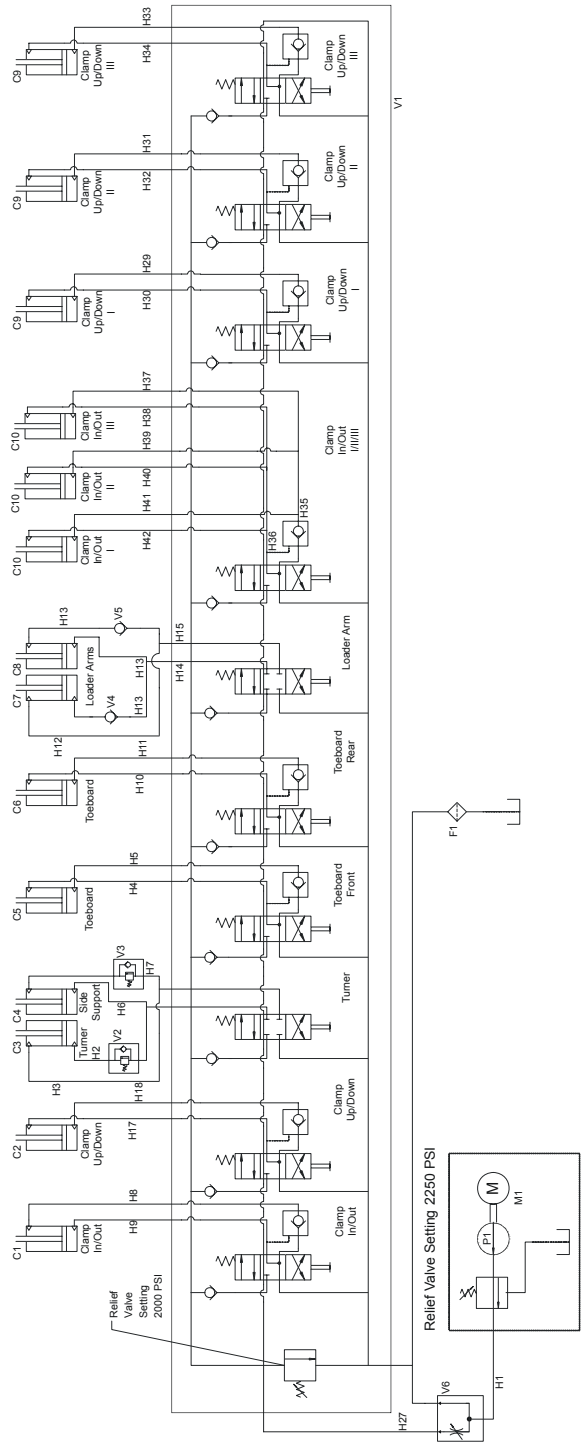 C1
Clamp
In/Out
H8
H9
C2
Clamp
Up/Down
H17
H3
C3
C4
Turner
Side
Support
H2
V2
V3
H18
H6
H7
C5
Toeboard
H5
H4
C6
Toeboard
H10
H11
H12
C7
C8
Loader Arms
V4
H13
H13
H13
V5
H14
H15
C10
Clamp
In/Out
I
H42
H41
C10
Clamp
In/Out
II
H40
H39
C10
Clamp
In/Out
III
H38
H37
C9
Clamp
Up/Down
I
H29
H30
C9
Clamp
Up/Down
II
H31
H32
C9
Clamp
Up/Down
III
H33
H34
Relief
Valve
Setting
2000 PSI
H36
H35
Clamp
In/Out
Clamp
Up/Down
Turner
Toeboard
Front
Toeboard
Rear
Loader Arm
Clamp
In/Out
I/II/III
Clamp
Up/Down
I
Clamp
Up/Down
II
Clamp
Up/Down
III
V1
H27
V6
H1
Relief Valve Setting 2250 PSI
P1
M
M1
F1